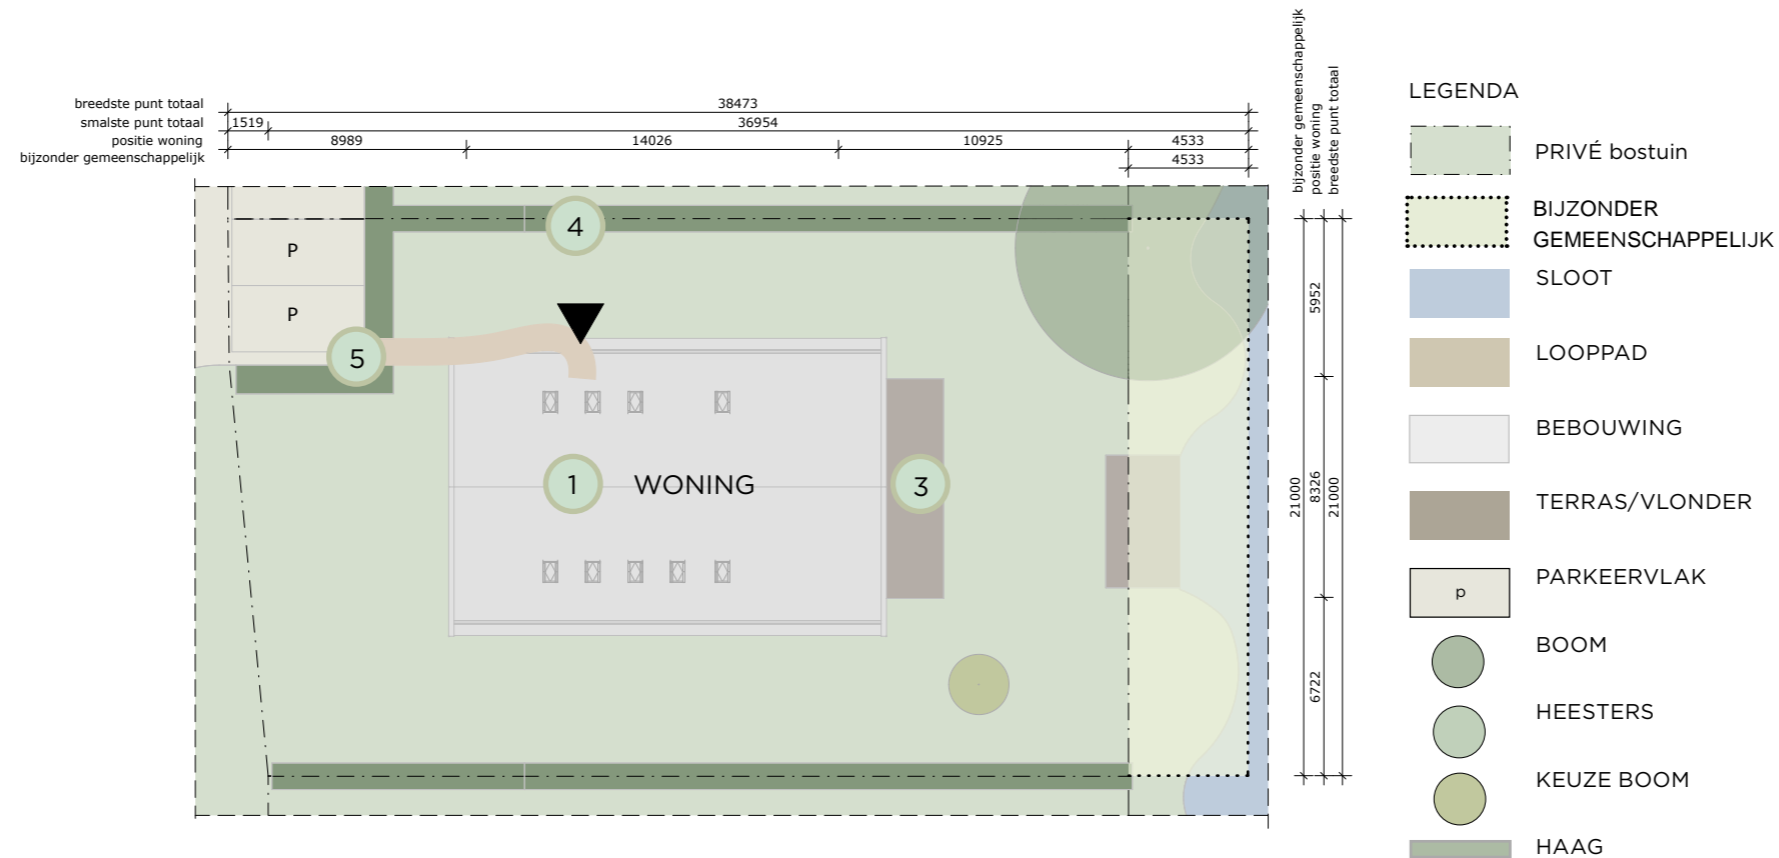 breedste punt totaal
38473
smalste punt totaal
1519
36954
positie woning
8989
14026
10925
4533
bijzonder gemeenschappelijk
4533
bijzonder gemeenschappelijk
positie woning
breedste punt totaal
P
P
4
5
1
WONING
3
21000
5952
8326
6722
21000
LEGENDA
PRIVÉ bostuin
BIJZONDER
GEMEENSCHAPPELIJK
SLOOT
LOOPPAD
BEBOUWING
TERRAS/VLONDER
p
PARKEERVLAK
BOOM
HEESTERS
KEUZE BOOM
HAAG